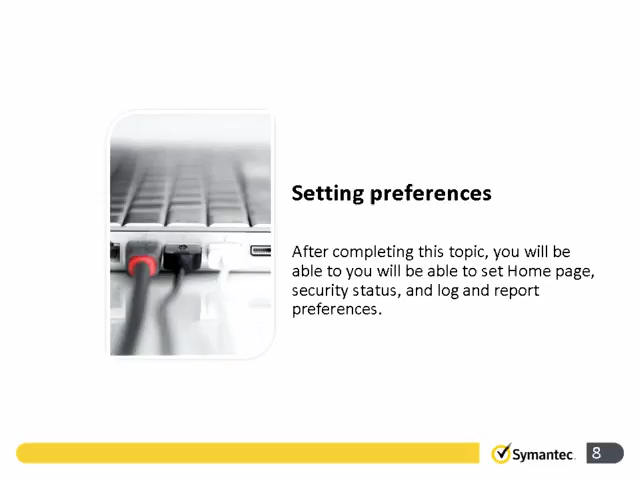 Setting preferences
After completing this topic, you will be
able to you will be able to set Home page,
security status, and log and report
preferences.
Symantec.
8